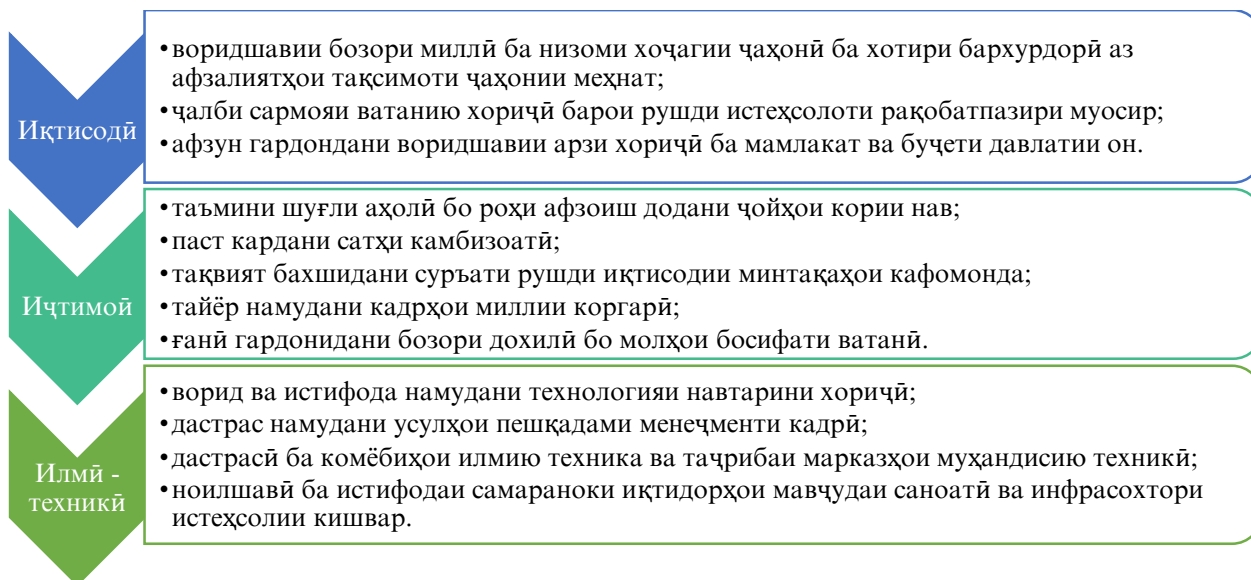 Иқтисодӣ
•воридшавии бозори миллӣ ба низоми хоҷагии ҷаҳонӣ ба хотири бархурдорӣ аз
афзалиятҳои тақсимоти ҷаҳонии меҳнат;
•ҷалби сармояи ватанию хориҷӣ барои рушди истеҳсолоти рақобатпазири муосир;
•афзун гардондани воридшавии арзи хориҷӣ ба мамлакат ва буҷети давлатии он.
Иҷтимоӣ
•таъмини шуғли аҳолӣ бо роҳи афзоиш додани ҷойҳои кории нав;
•паст кардани сатҳи камбизоатӣ;
•тақвият бахшидани суръати рушди иқтисодии минтақаҳои кафомонда;
•тайёр намудани кадрҳои миллии коргарӣ;
•ғанӣ гардонидани бозори дохилӣ бо молҳои босифати ватанӣ.
Илмӣ -
техникӣ
•ворид ва истифода намудани технологияи навтарини хориҷӣ;
•дастрас намудани усулҳои пешқадами менеҷменти кадрӣ;
•дастрасӣ ба комёбиҳои илмию техника ва таҷрибаи марказҳои муҳандисию техникӣ;
•ноилшавӣ ба истифодаи самараноки иқтидорҳои мавҷудаи саноатӣ ва инфрасохтори
истеҳсолии кишвар.